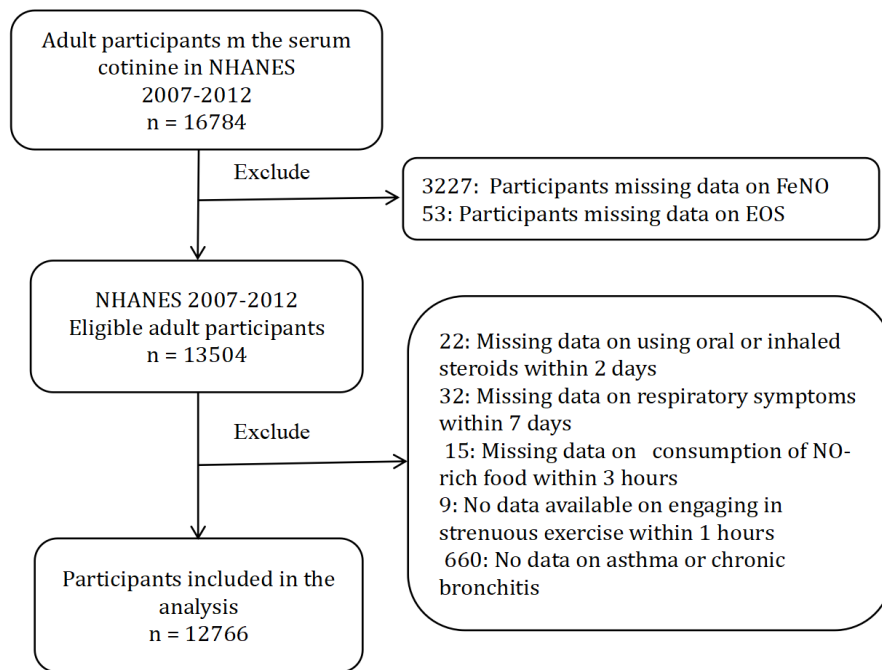 Adult participants m the serum
cotinine in NHANES
2007-2012
n = 16784
Exclude
3227:  Participants missing data on FeNO
53: Participants missing data on EOS
NHANES 2007-2012
Eligible adult participants
n = 13504
Exclude
22: Missing data on using oral or inhaled
steroids within 2 days
32: Missing data on respiratory symptoms
within 7 days
15: Missing data on   consumption of NO-
rich food within 3 hours
9: No data available on engaging in
strenuous exercise within 1 hours
660: No data on asthma or chronic
bronchitis
Participants included in the
analysis
n = 12766